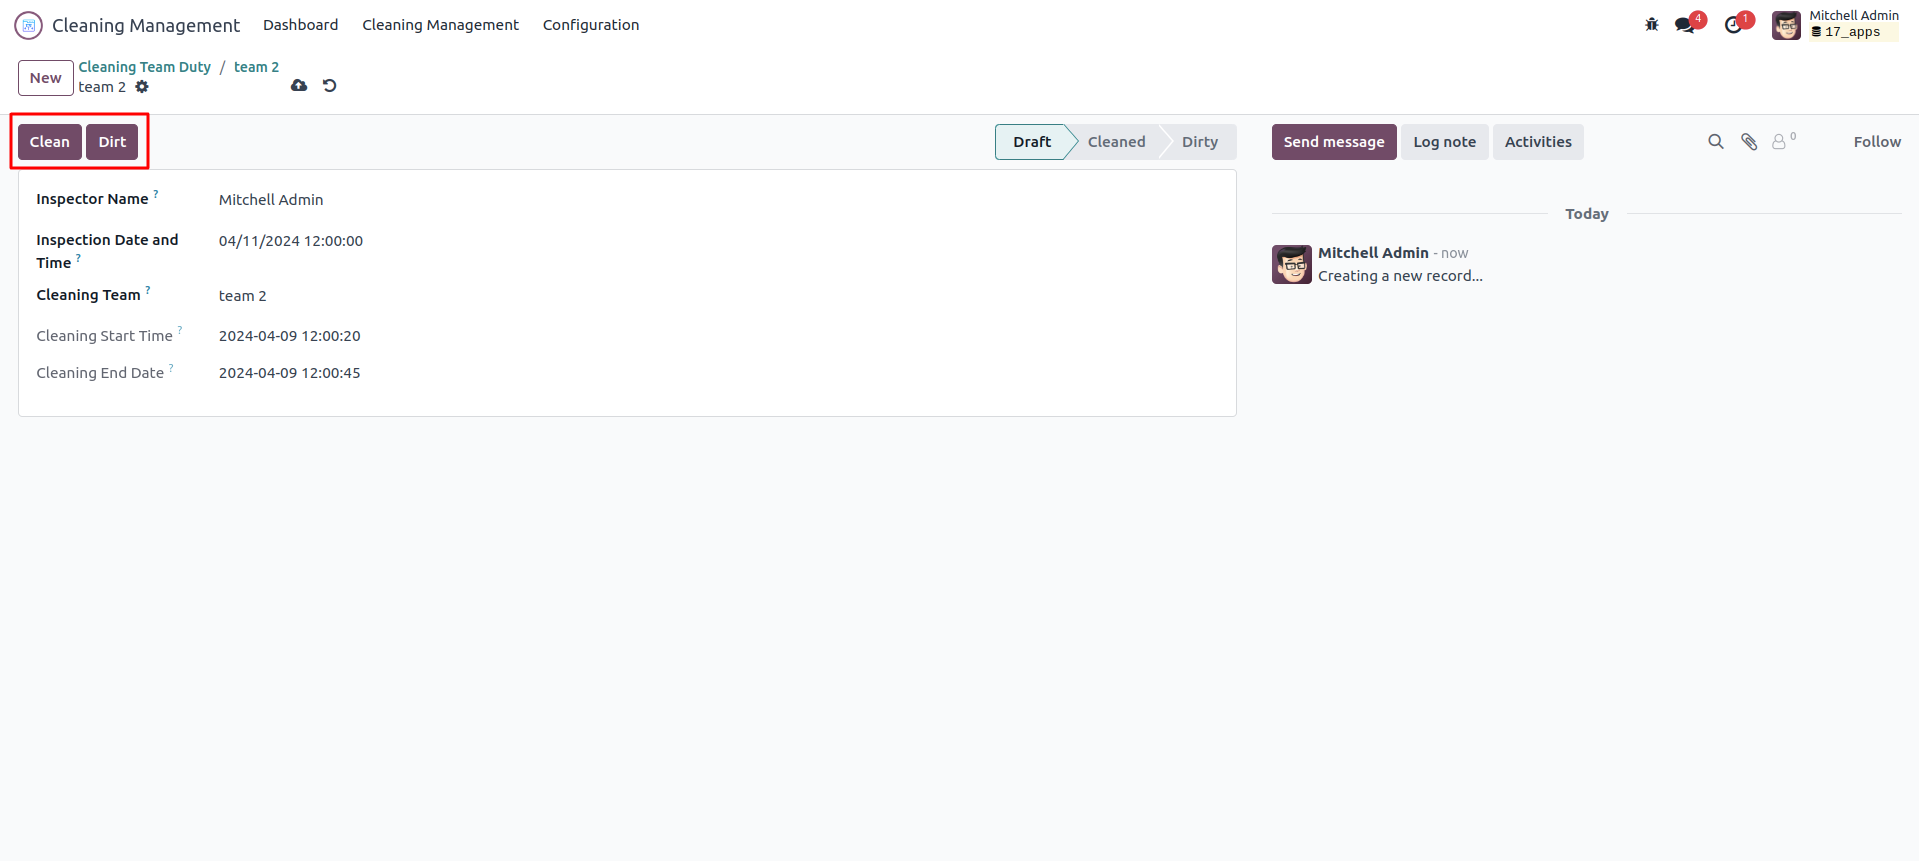 Cleaning Management Dashboard Cleaning Management Configuration 4 1 Mitchell Admin
17_apps
New Cleaning Team Duty / team 2
team 2
Clean Dirt Draft Cleaned Dirty Send message Log note Activities 0 Follow
Inspector Name ? Mitchell Admin
Inspection Date and
Time ? 04/11/2024 12:00:00
Cleaning Team ? team 2
Cleaning Start Time ? 2024-04-09 12:00:20
Cleaning End Date ? 2024-04-09 12:00:45
Today
Mitchell Admin - now
Creating a new record...